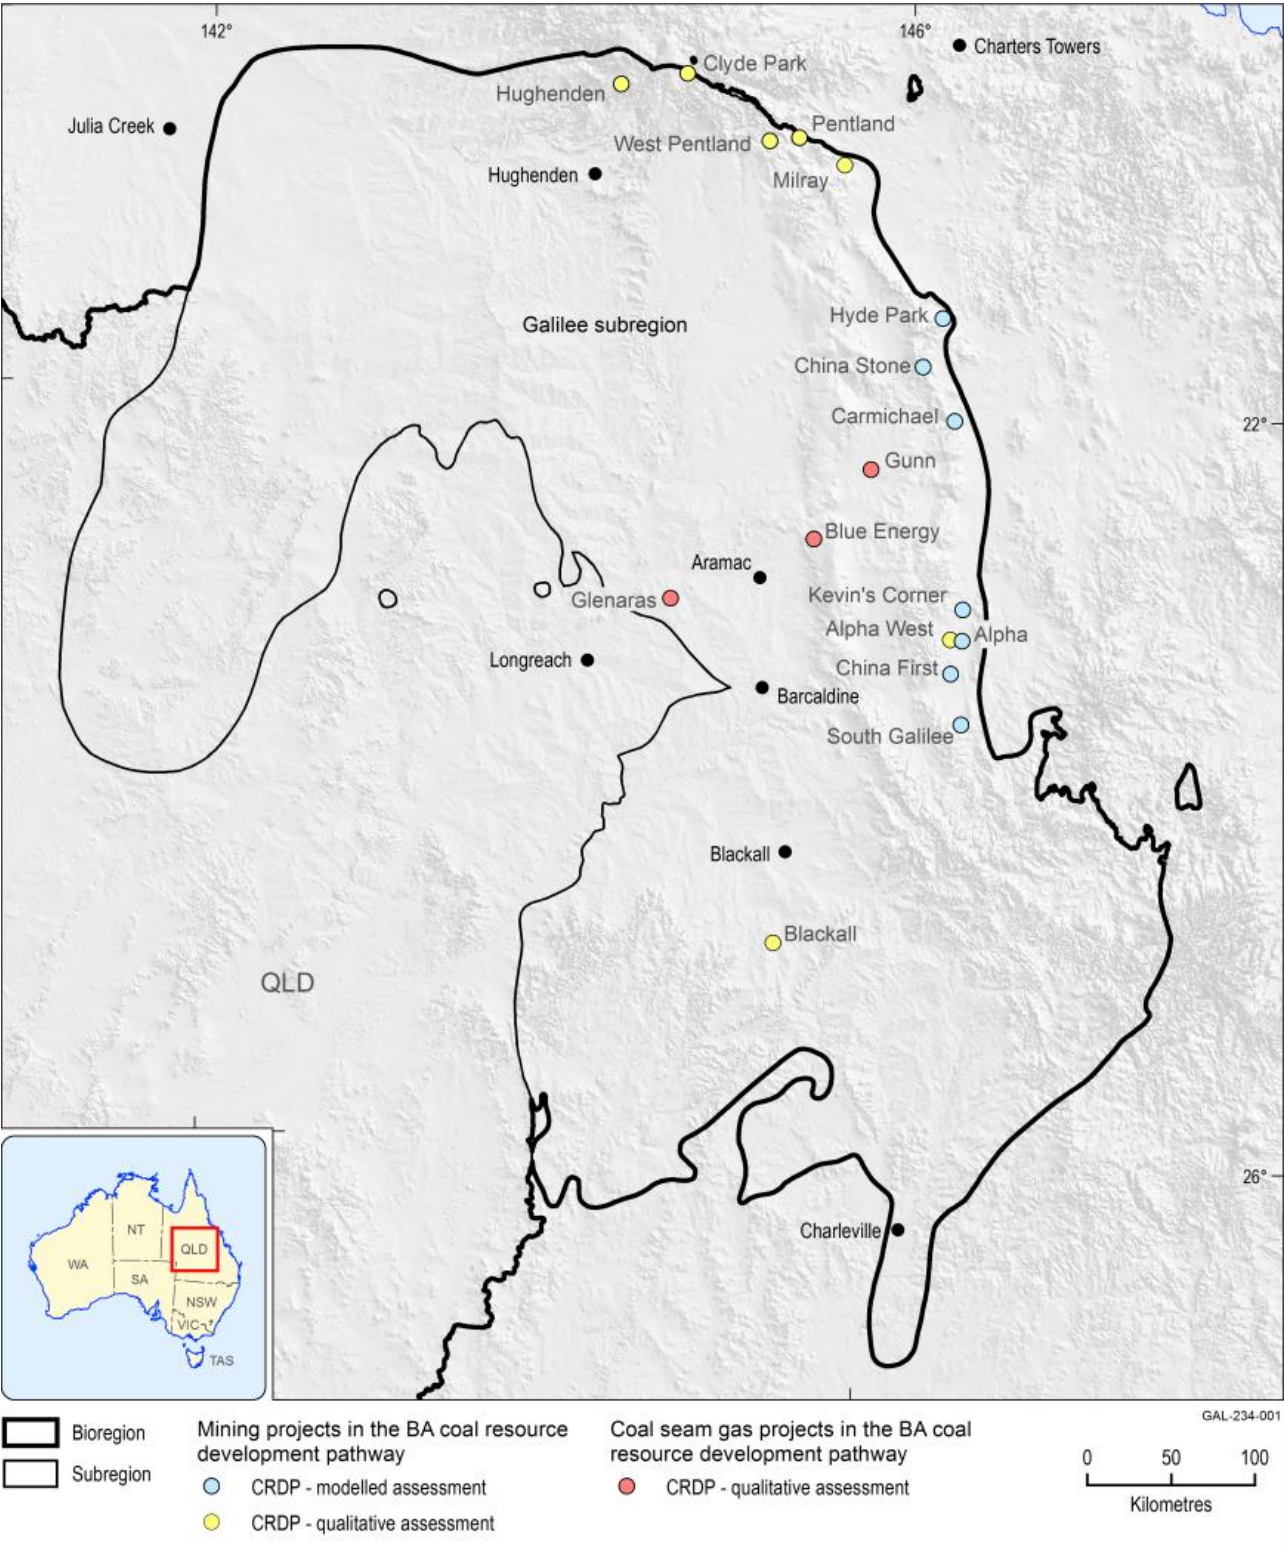 142°
146°
Charters Towers
Clyde Park
Hughenden
Julia Creek
Pentland
West Pentland
Hughenden
Milray
Hyde Park
Galilee subregion
China Stone
Carmichael
22°
Gunn
Blue Energy
Aramac
Kevin's Corner
Glenaras
Alpha West
Alpha
Longreach
China First
Barcaldine
South Galilee
Blackall
Blackall
QLD
26°
Charleville
NT
QLD
WA
SA
NSW
VIC
TAS
GAL-234-001
Bioregion
Subregion
Mining projects in the BA coal resource
development pathway
CRDP - modelled assessment
CRDP - qualitative assessment
Coal seam gas projects in the BA coal
resource development pathway
CRDP - qualitative assessment
0 50 100
Kilometres